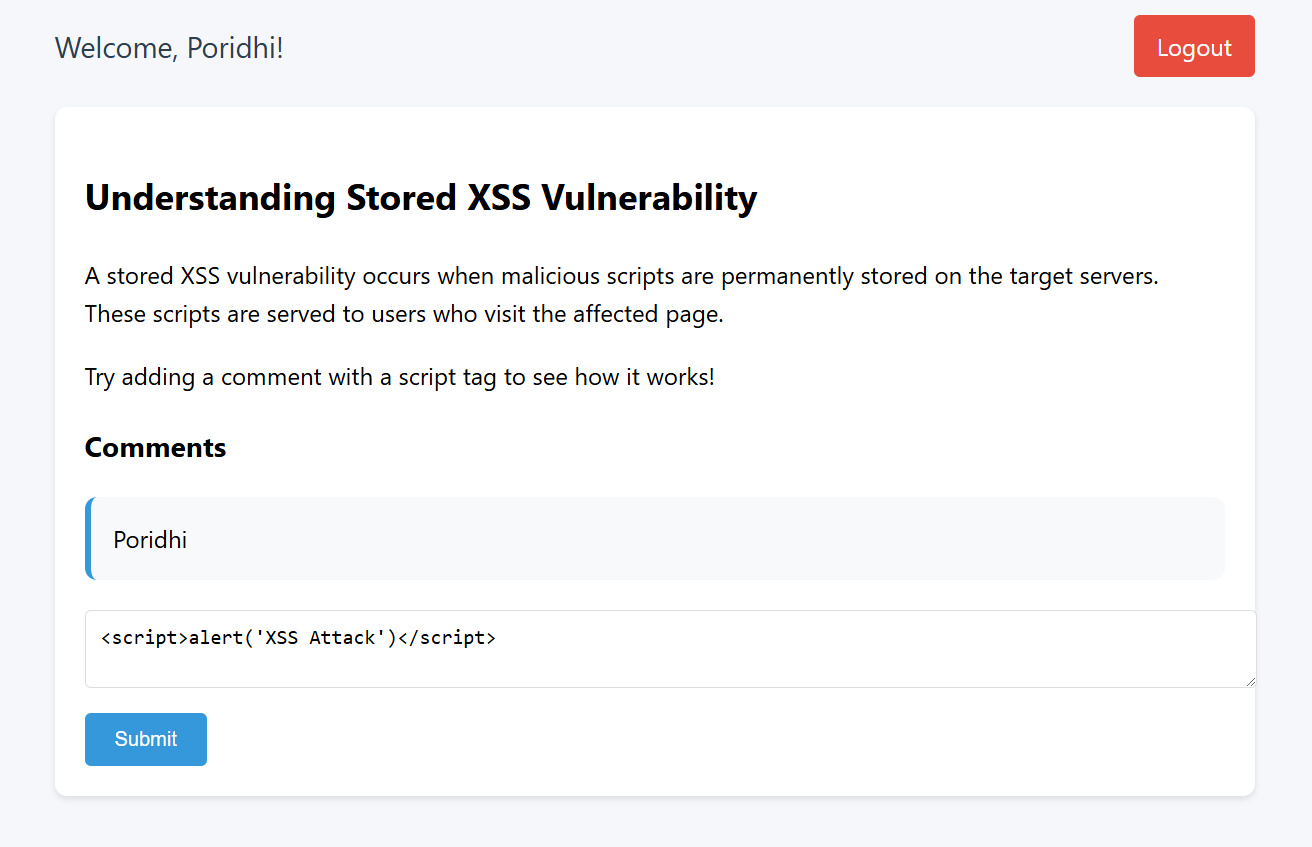 Welcome, Poridhi!
Logout
Understanding Stored XSS Vulnerability
A stored XSS vulnerability occurs when malicious scripts are permanently stored on the target servers.
These scripts are served to users who visit the affected page.
Try adding a comment with a script tag to see how it works!
Comments
Poridhi
<script>alert('XSS Attack')</script>
Submit